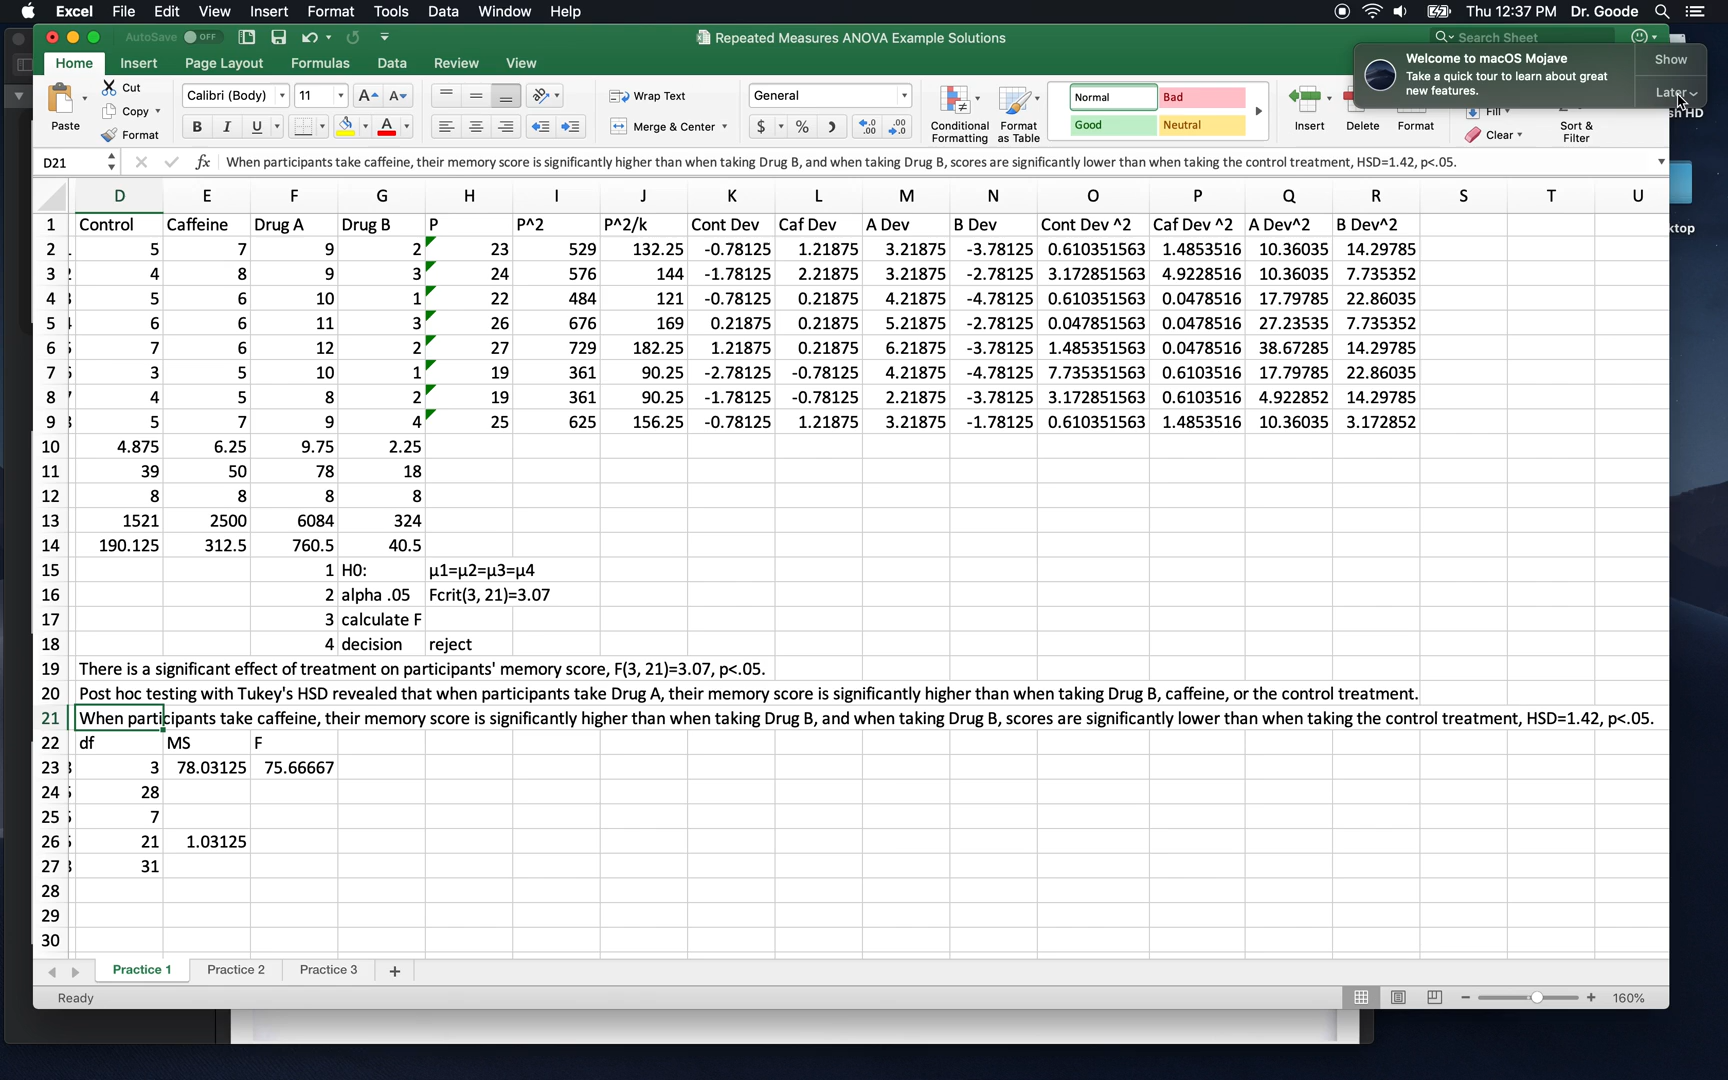 Excel File Edit View Insert Format Tools Data Window Help Thu 12:37 PM Dr. Goode
AutoSave OFF Repeated Measures ANOVA Example Solutions Search Sheet
Welcome to macOS Mojave
Take a quick tour to learn about great
new features.
Show
Later
Home Insert Page Layout Formulas Data Review View
Paste Cut Copy Format
Calibri (Body) 11 A A
B I U A
Wrap Text
Merge & Center
General
$ % )
Conditional Formatting Format as Table
Normal Bad
Good Neutral
Insert Delete Format
Fill
Clear
Sort & Filter
D21 fx When participants take caffeine, their memory score is significantly higher than when taking Drug B, and when taking Drug B, scores are significantly lower than when taking the control treatment, HSD=1.42, p<.05.
D E F G H I J K L M N O P Q R S T U
1 Control Caffeine Drug A Drug B P P^2 P^2/k Cont Dev Caf Dev A Dev B Dev Cont Dev ^2 Caf Dev ^2 A Dev^2 B Dev^2
2 5 7 9 2 23 529 132.25 -0.78125 1.21875 3.21875 -3.78125 0.610351563 1.4853516 10.36035 14.29785
3 4 8 9 3 24 576 144 -1.78125 2.21875 3.21875 -2.78125 3.172851563 4.9228516 10.36035 7.735352
4 5 6 10 1 22 484 121 -0.78125 0.21875 4.21875 -4.78125 0.610351563 0.0478516 17.79785 22.86035
5 6 6 11 3 26 676 169 0.21875 0.21875 5.21875 -2.78125 0.047851563 0.0478516 27.23535 7.735352
6 7 6 12 2 27 729 182.25 1.21875 0.21875 6.21875 -3.78125 1.485351563 0.0478516 38.67285 14.29785
7 3 5 10 1 19 361 90.25 -2.78125 -0.78125 4.21875 -4.78125 7.735351563 0.6103516 17.79785 22.86035
8 4 5 8 2 19 361 90.25 -1.78125 -0.78125 2.21875 -3.78125 3.172851563 0.6103516 4.922852 14.29785
9 5 7 9 4 25 625 156.25 -0.78125 1.21875 3.21875 -1.78125 0.610351563 1.4853516 10.36035 3.172852
10 4.875 6.25 9.75 2.25
11 39 50 78 18
12 8 8 8 8
13 1521 2500 6084 324
14 190.125 312.5 760.5 40.5
15 1 H0: μ1=μ2=μ3=μ4
16 2 alpha .05 Fcrit(3, 21)=3.07
17 3 calculate F
18 4 decision reject
19 There is a significant effect of treatment on participants' memory score, F(3, 21)=3.07, p<.05.
20 Post hoc testing with Tukey's HSD revealed that when participants take Drug A, their memory score is significantly higher than when taking Drug B, caffeine, or the control treatment.
21 When participants take caffeine, their memory score is significantly higher than when taking Drug B, and when taking Drug B, scores are significantly lower than when taking the control treatment, HSD=1.42, p<.05.
22 df MS F
23 3 78.03125 75.66667
24 28
25 7
26 21 1.03125
27 31
28
29
30
Practice 1 Practice 2 Practice 3 +
Ready 160%